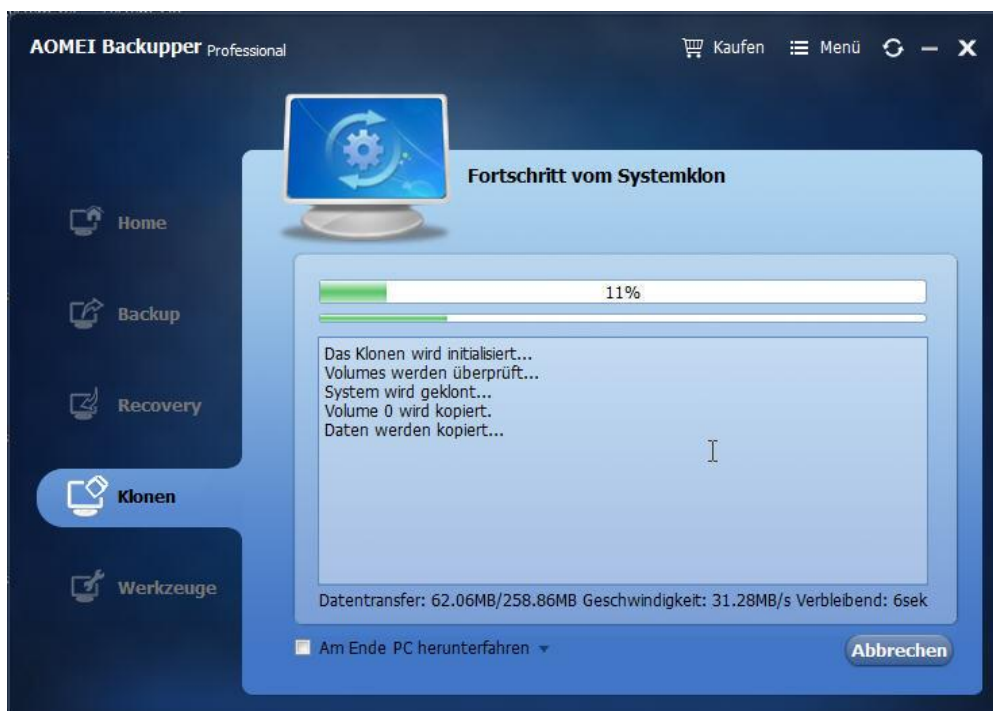 AOMEI Backupper Professional
Kaufen
Menü
Fortschritt vom Systemklon
Home
Backup
Recovery
Klonen
Werkzeuge
11%
Das Klonen wird initialisiert...
Volumes werden überprüft...
System wird geklont...
Volume 0 wird kopiert.
Daten werden kopiert...
Datentransfer: 62.06MB/258.86MB Geschwindigkeit: 31.28MB/s Verbleibend: 6sek
Am Ende PC herunterfahren
Abbrechen